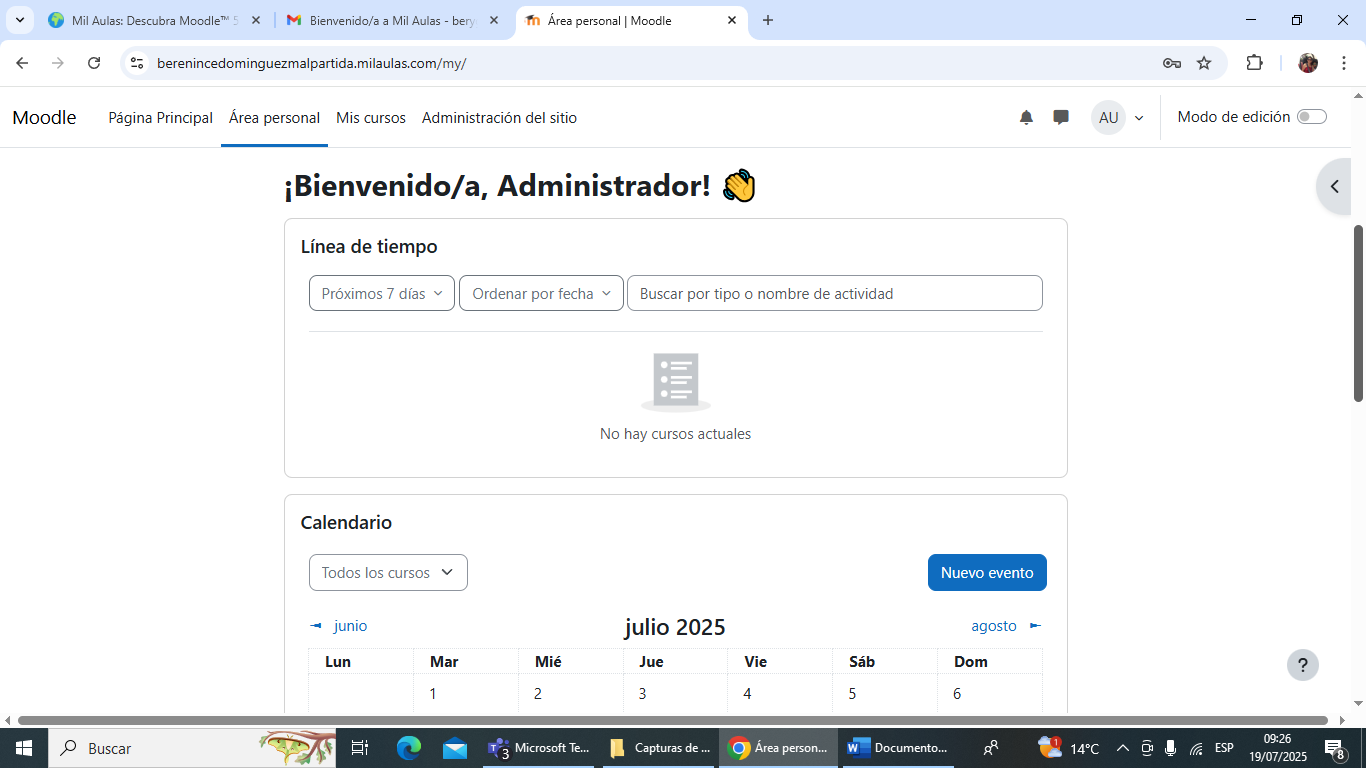 Mil Aulas: Descubra Moodle™ 5
Bienvenido/a a Mil Aulas - bery
Área personal | Moodle
berenincedominguezmalpartida.milaulas.com/my/
Moodle Página Principal Área personal Mis cursos Administración del sitio AU Modo de edición
¡Bienvenido/a, Administrador!
Línea de tiempo
Próximos 7 días Ordenar por fecha Buscar por tipo o nombre de actividad
No hay cursos actuales
Calendario
Todos los cursos Nuevo evento
◄ junio julio 2025 agosto ►
Lun Mar Mié Jue Vie Sáb Dom
1 2 3 4 5 6
?
Buscar 3 Microsoft Te... Capturas de ... Área person... Documento... 1 14°C ESP 09:26
19/07/2025 8